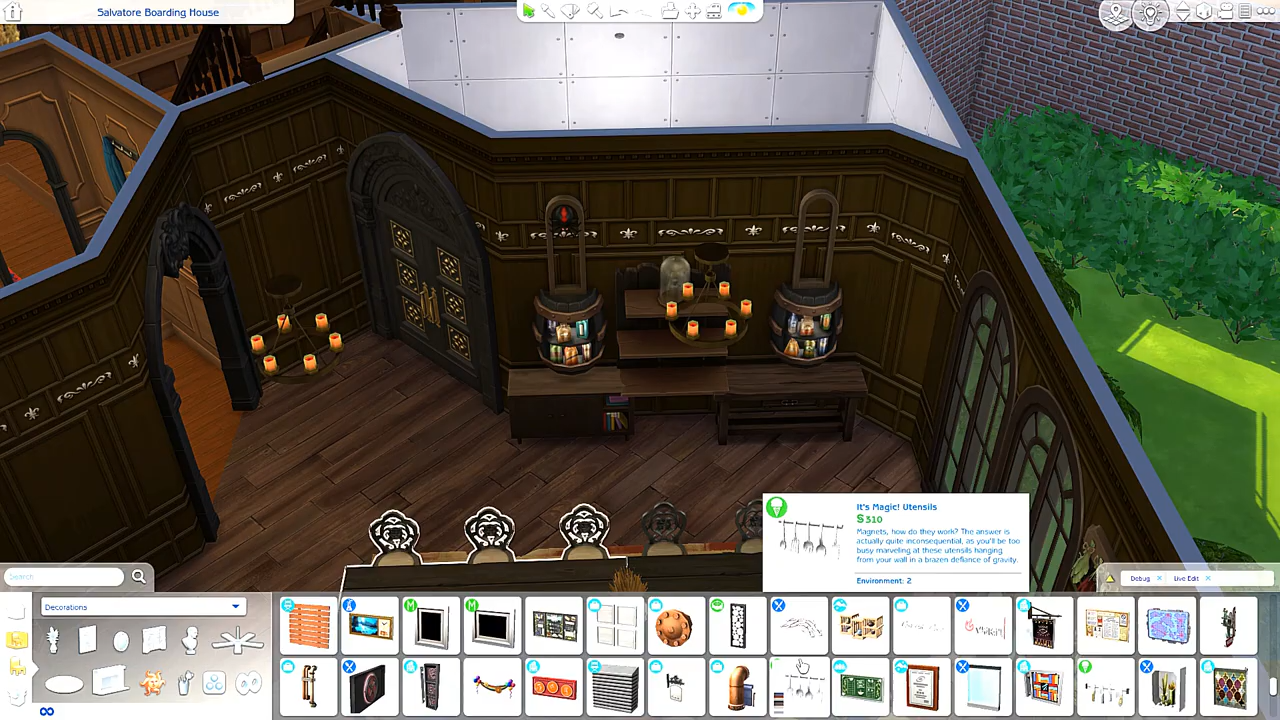 Salvatore Boarding House
It's Magic! Utensils
$310
Magnets, how do they work? The answer is
actually quite inconsequential, as you'll be too
busy marveling at these utensils hanging
from your wall in a brazen defiance of gravity.
Environment: 2
Search
Debug × Live Edit ×
Decorations
M M